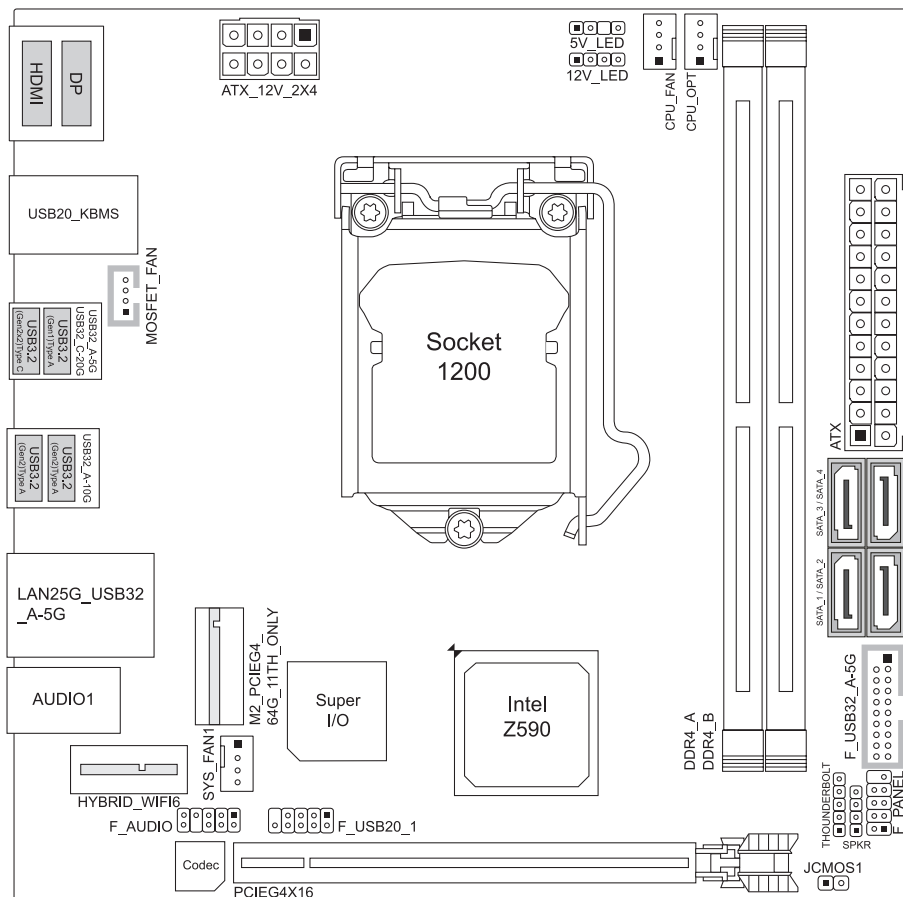 HDMI
DP
ATX_12V_2X4
5V_LED
12V_LED
CPU_FAN
CPU_OPT
USB20_KBMS
MOSFET_FAN
USB32_A-5G
USB32_C-20G
USB3.2
(Gen1)Type A
USB3.2
(Gen2x2)Type C
Socket
1200
ATX
USB32_A-10G
USB3.2
(Gen2)Type A
USB3.2
(Gen2)Type A
SATA_3 / SATA_4
SATA_1 / SATA_2
LAN25G_USB32
_A-5G
M2_PCIEG4_
64G_11TH_ONLY
Super
I/O
Intel
Z590
AUDIO1
SYS_FAN1
HYBRID_WIFI6
DDR4_A
DDR4_B
F_USB32_A-5G
THOUNDERBOLT
SPKR
F_PANEL
F_AUDIO
F_USB20_1
Codec
PCIEG4X16
JCMOS1